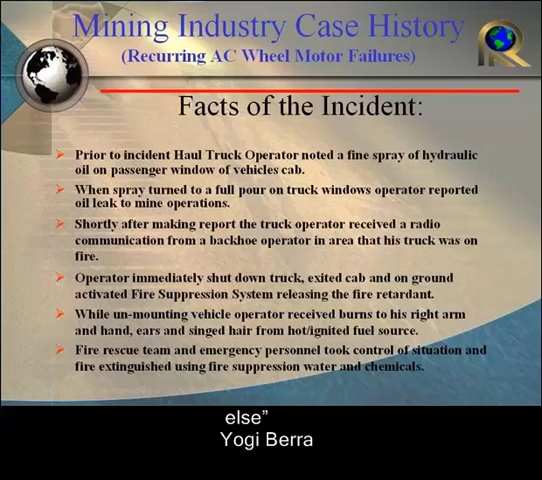 Mining Industry Case History
(Recurring AC Wheel Motor Failures)
R
Facts of the Incident:
Prior to incident Haul Truck Operator noted a fine spray of hydraulic
oil on passenger window of vehicles cab.
When spray turned to a full pour on truck windows operator reported
oil leak to mine operations.
Shortly after making report the truck operator received a radio
communication from a backhoe operator in area that his truck was on
fire.
Operator immediately shut down truck, exited cab and on ground
activated Fire Suppression System releasing the fire retardant.
While un-mounting vehicle operator received burns to his right arm
and hand, ears and singed hair from hot/ignited fuel source.
Fire rescue team and emergency personnel took control of situation and
fire extinguished using fire suppression water and chemicals.
else”
Yogi Berra